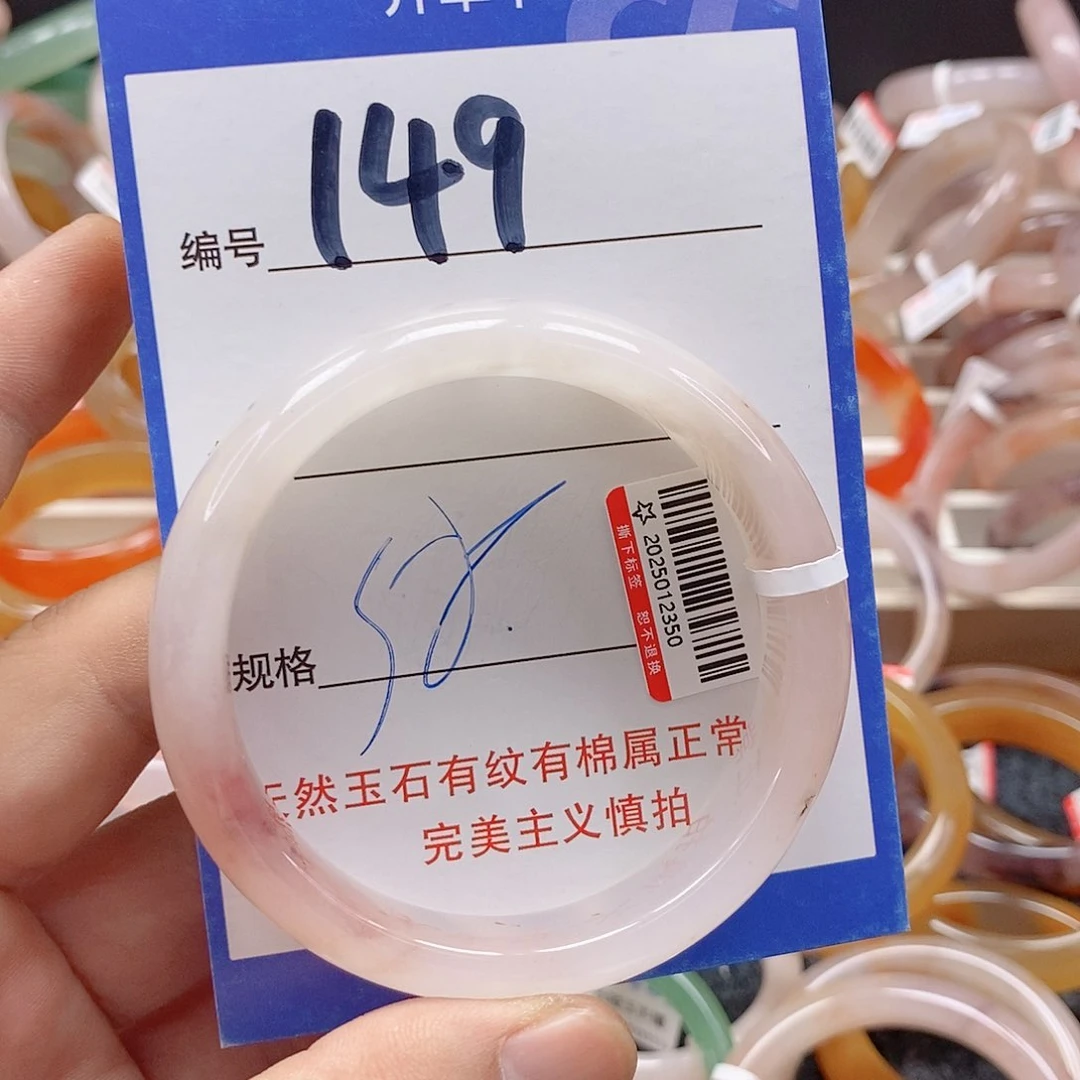 编号 149
规格 58
☆ 2025012350
撕下标签 恕不退换
天然玉石有纹有棉属正常
完美主义慎拍